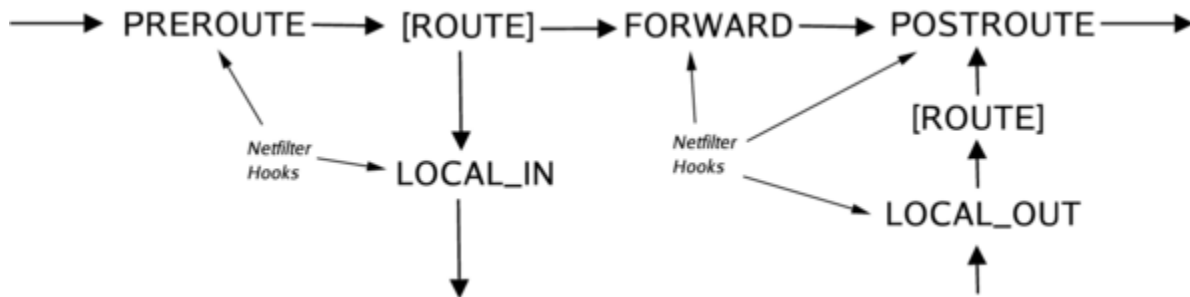 PREROUTE [ROUTE] FORWARD POSTROUTE
[ROUTE]
Netfilter
Hooks
LOCAL_IN
Netfilter
Hooks
LOCAL_OUT